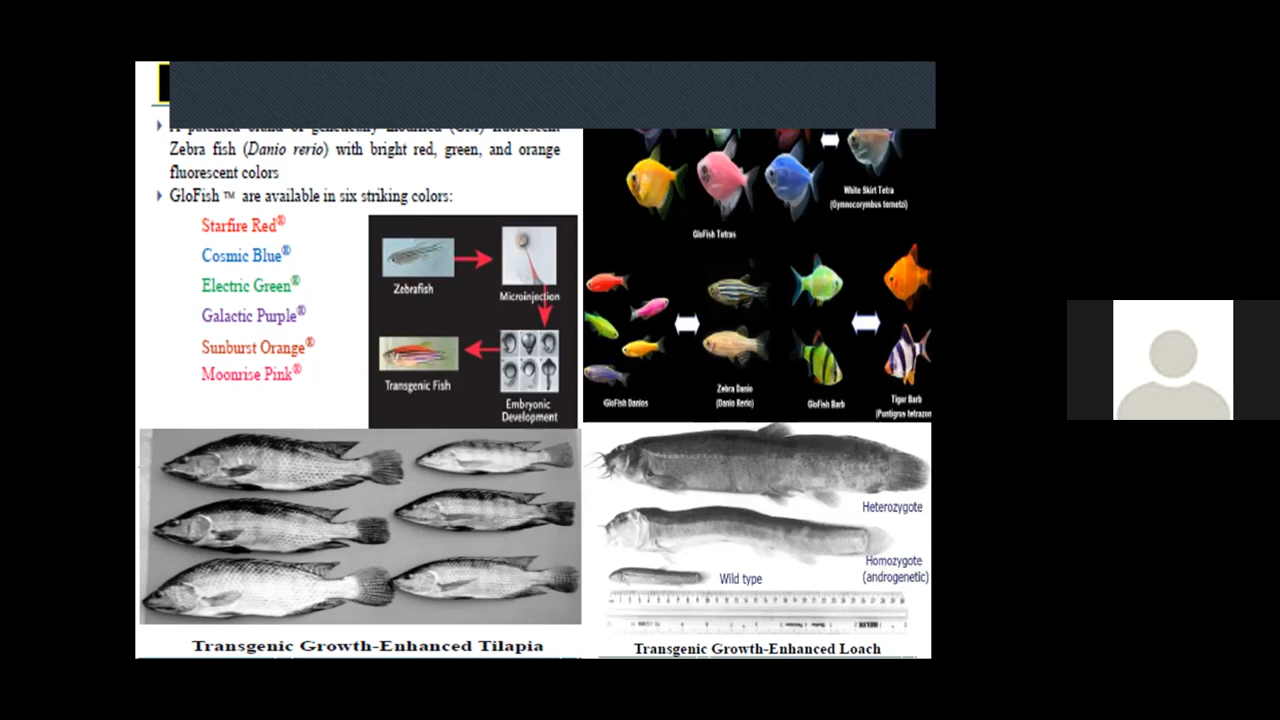 A patented brand of genetically modified (GM) fluorescent
Zebra fish (Danio rerio) with bright red, green, and orange
fluorescent colors
GloFish ™ are available in six striking colors:
Starfire Red®
Cosmic Blue®
Electric Green®
Galactic Purple®
Sunburst Orange®
Moonrise Pink®
Zebrafish
Microinjection
Transgenic Fish
Embryonic
Development
White Skirt Tetra
(Gymnocorymbus ternetzi)
GloFish Tetras
GloFish Danios
Zebra Danio
(Danio Rerio)
GloFish Barb
Tiger Barb
(Puntigrus tetrazon
Transgenic Growth-Enhanced Tilapia
Heterozygote
Homozygote
(androgenetic)
Wild type
Transgenic Growth-Enhanced Loach